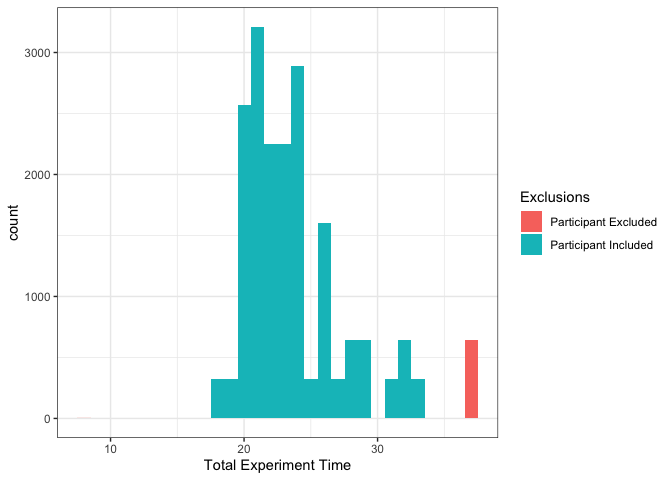 3000
2000
1000
0
count
10 20 30
Total Experiment Time
Exclusions
Participant Excluded
Participant Included